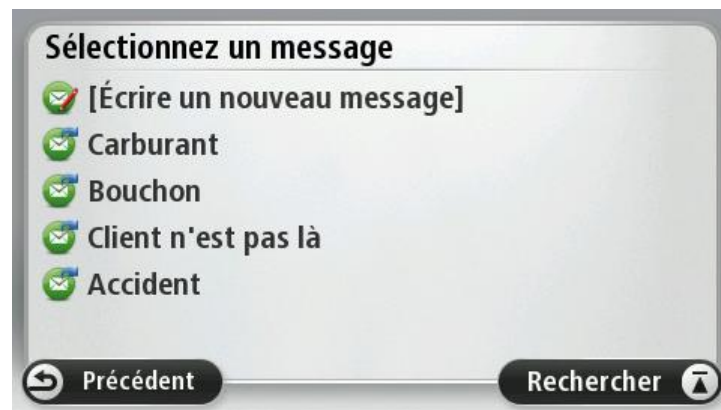 Sélectionnez un message
[Écrire un nouveau message]
Carburant
Bouchon
Client n'est pas là
Accident
Précédent
Rechercher